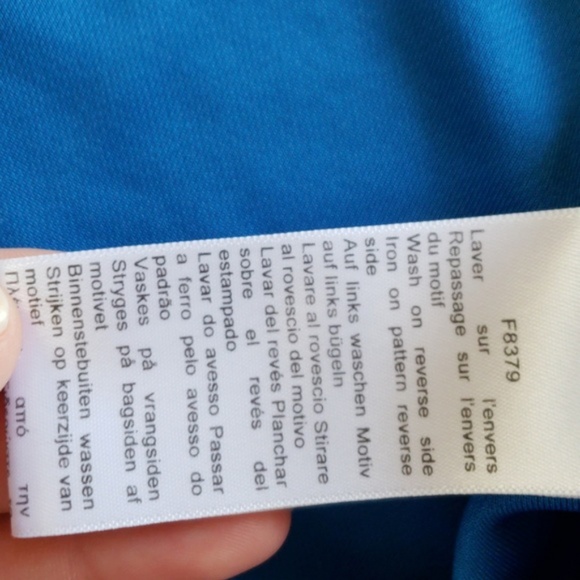 F8379
Laver sur l'envers
Repassage sur l'envers
du motif
Wash on reverse side
Iron on pattern reverse
side
Auf links waschen Motiv
auf links bügeln
Lavare al rovescio Stirare
al rovescio del motivo
Lavar del revés Planchar
sobre el revés del
estampado
Lavar do avesso Passar
a ferro pelo avesso do
padrão
Vaskes på vrangsiden
Stryges på bagsiden af
motivet
Binnenstebuiten wassen
Strijken op keerzijde van
motief
από την